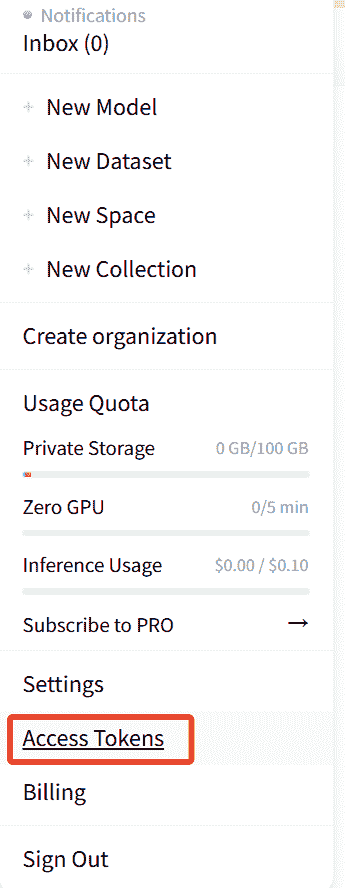 Notifications
Inbox (0)
+ New Model
+ New Dataset
+ New Space
+ New Collection
Create organization
Usage Quota
Private Storage 0 GB/100 GB
Zero GPU 0/5 min
Inference Usage $0.00 / $0.10
Subscribe to PRO →
Settings
Access Tokens
Billing
Sign Out